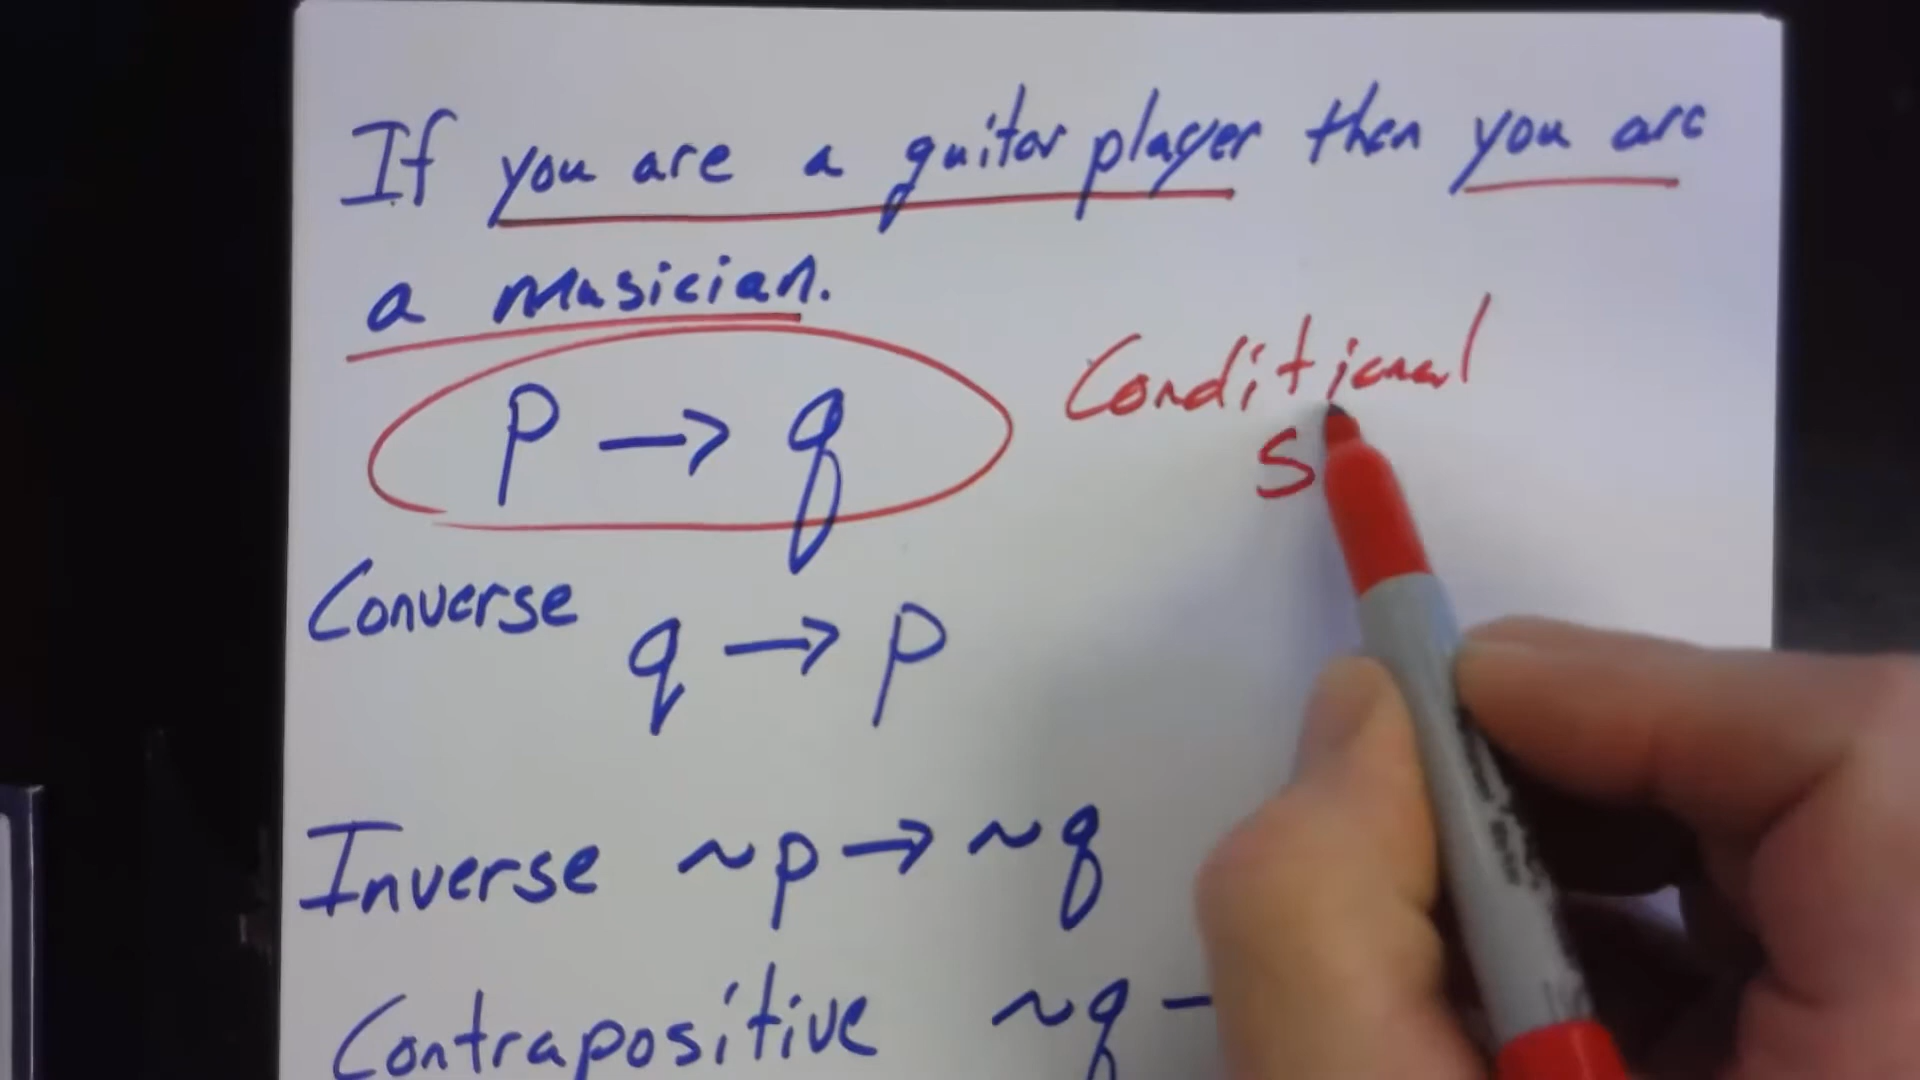 If you are a guitar player then you are
a musician.
p → q
Conditional
S
Converse
q → p
Inverse ~p → ~q
Contrapositive ~q –